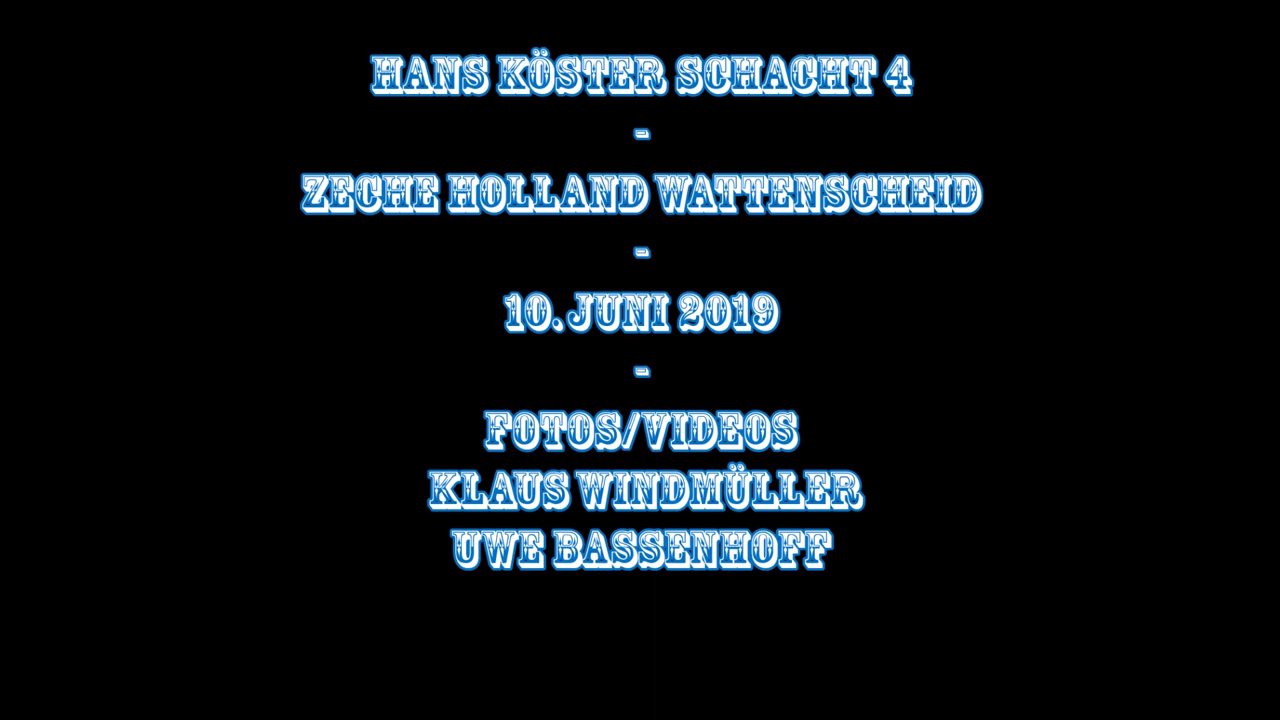 HANS KÖSTER SCHACHT 4
-
ZECHE HOLLAND WATTENSCHEID
-
10. JUNI 2019
-
FOTOS/VIDEOS
KLAUS WINDMÜLLER
UWE BASSENHOFF